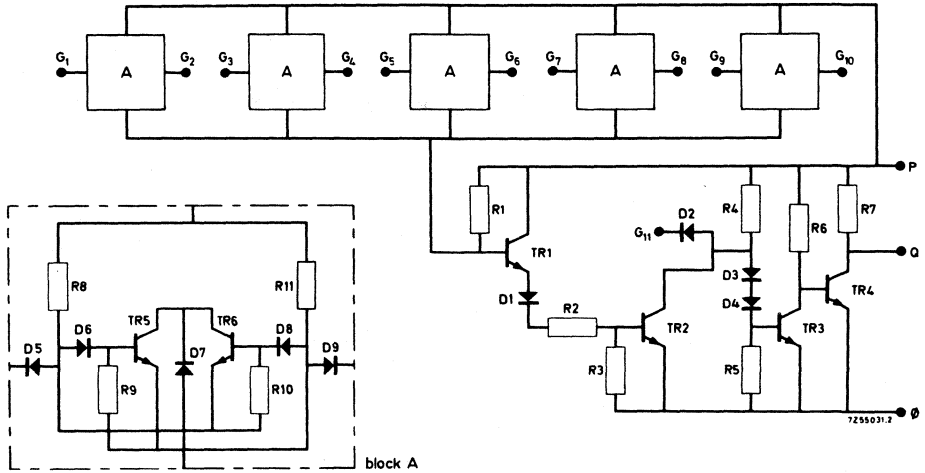 G1 A G2 G3 A G4 G5 A G6 G7 A G8 G9 A G10
P
R1 R4 R6 R7
D2
G11
Q
TR1
D3
R8 R11
D1 D4 TR4
R2
TR5 TR6
D6 D8 TR2 TR3
D5 D7 D9
R3 R5
R9 R10
Ø
7Z55031.2
block A